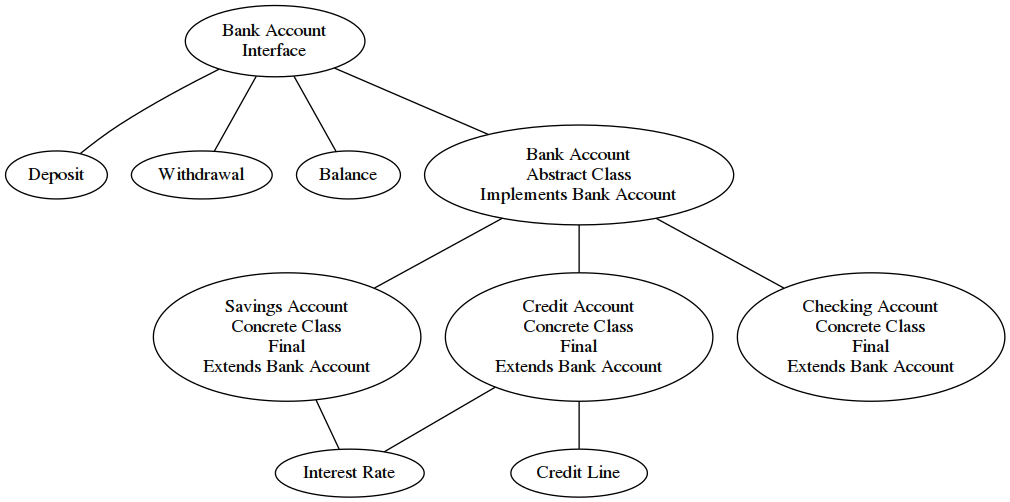 Bank Account
Interface
Deposit
Withdrawal
Balance
Bank Account
Abstract Class
Implements Bank Account
Savings Account
Concrete Class
Final
Extends Bank Account
Credit Account
Concrete Class
Final
Extends Bank Account
Checking Account
Concrete Class
Final
Extends Bank Account
Interest Rate
Credit Line